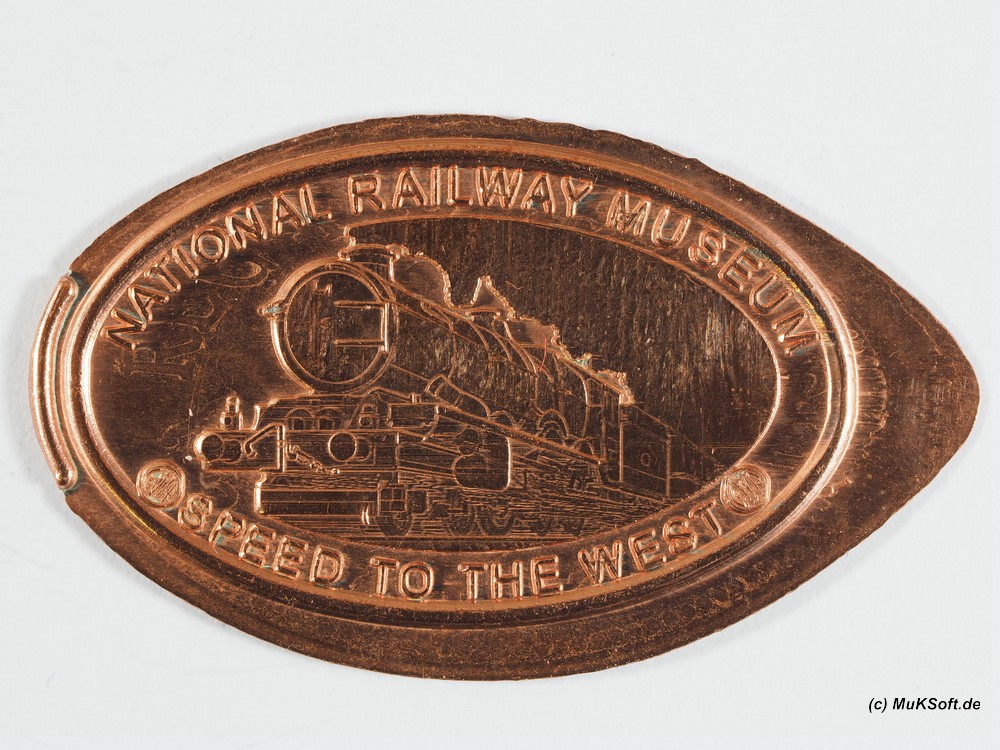 NATIONAL RAILWAY MUSEUM
SPEED TO THE WEST
(c) MuKSoft.de